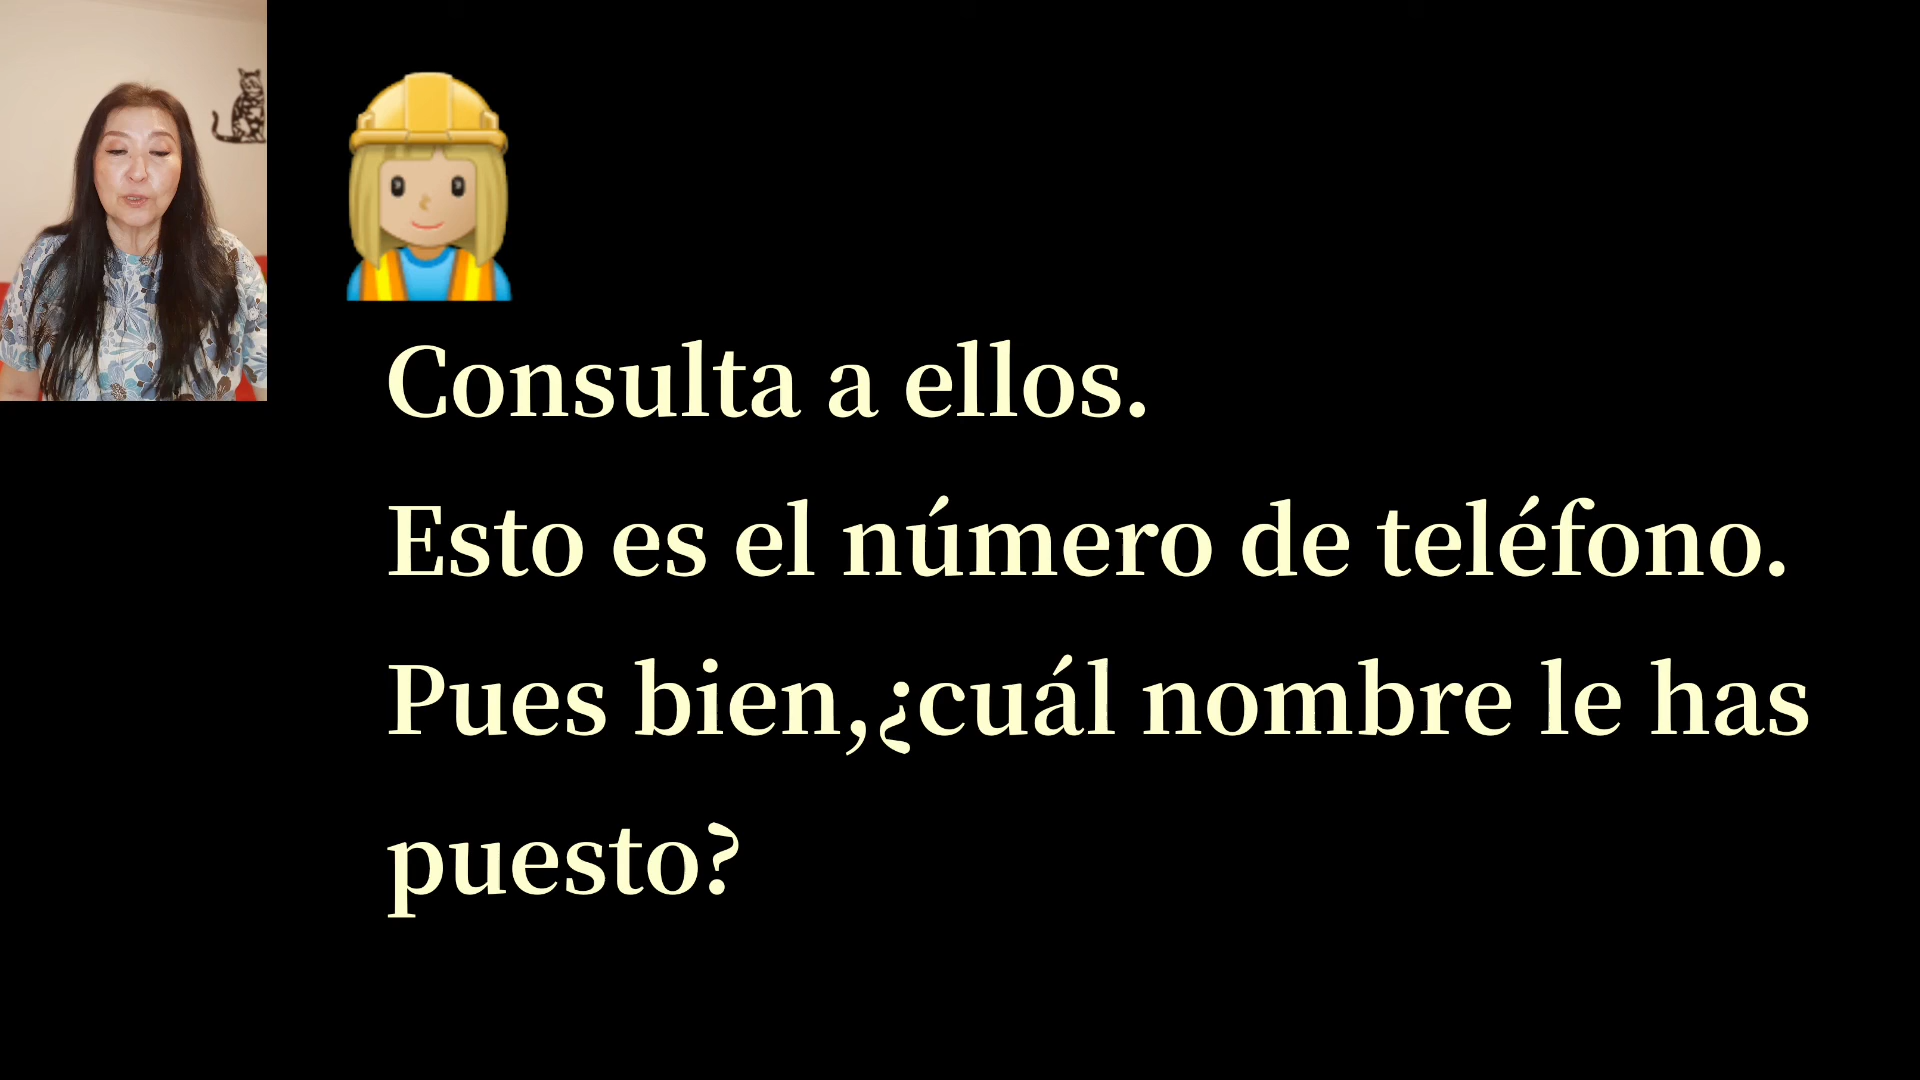 Consulta a ellos.
Esto es el número de teléfono.
Pues bien,¿cuál nombre le has
puesto?